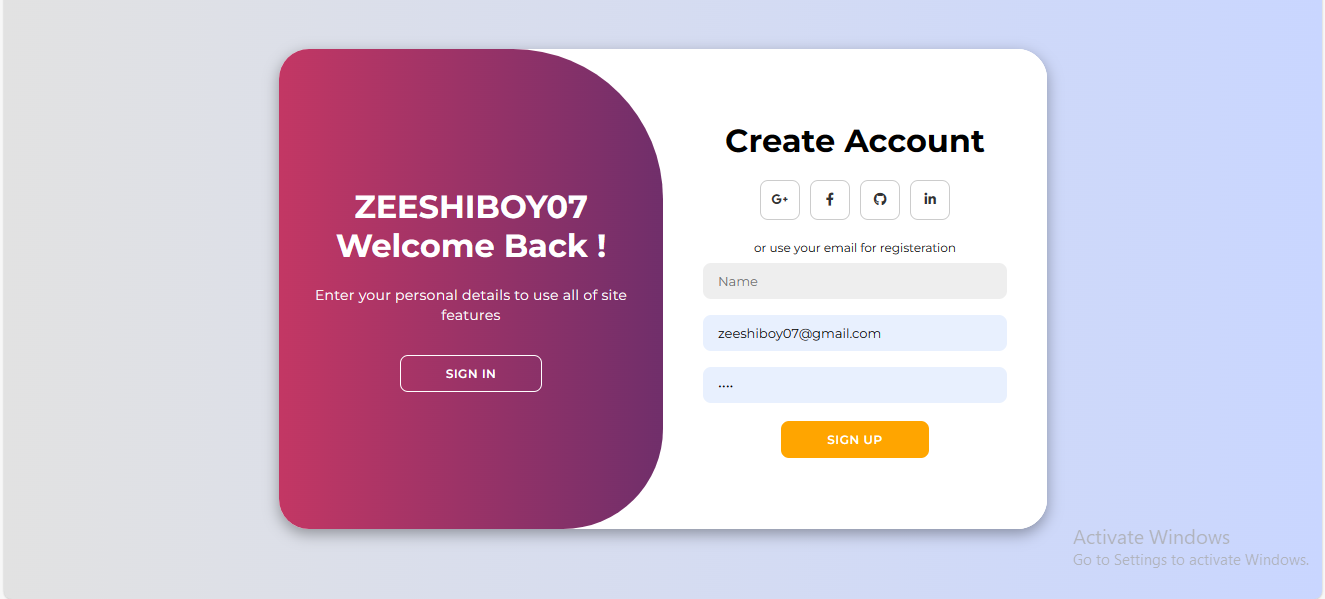 ZEESHIBOY07
Welcome Back !
Enter your personal details to use all of site
features
SIGN IN
Create Account
G+
f
in
or use your email for registeration
Name
zeeshiboy07@gmail.com
....
SIGN UP
Activate Windows
Go to Settings to activate Windows.